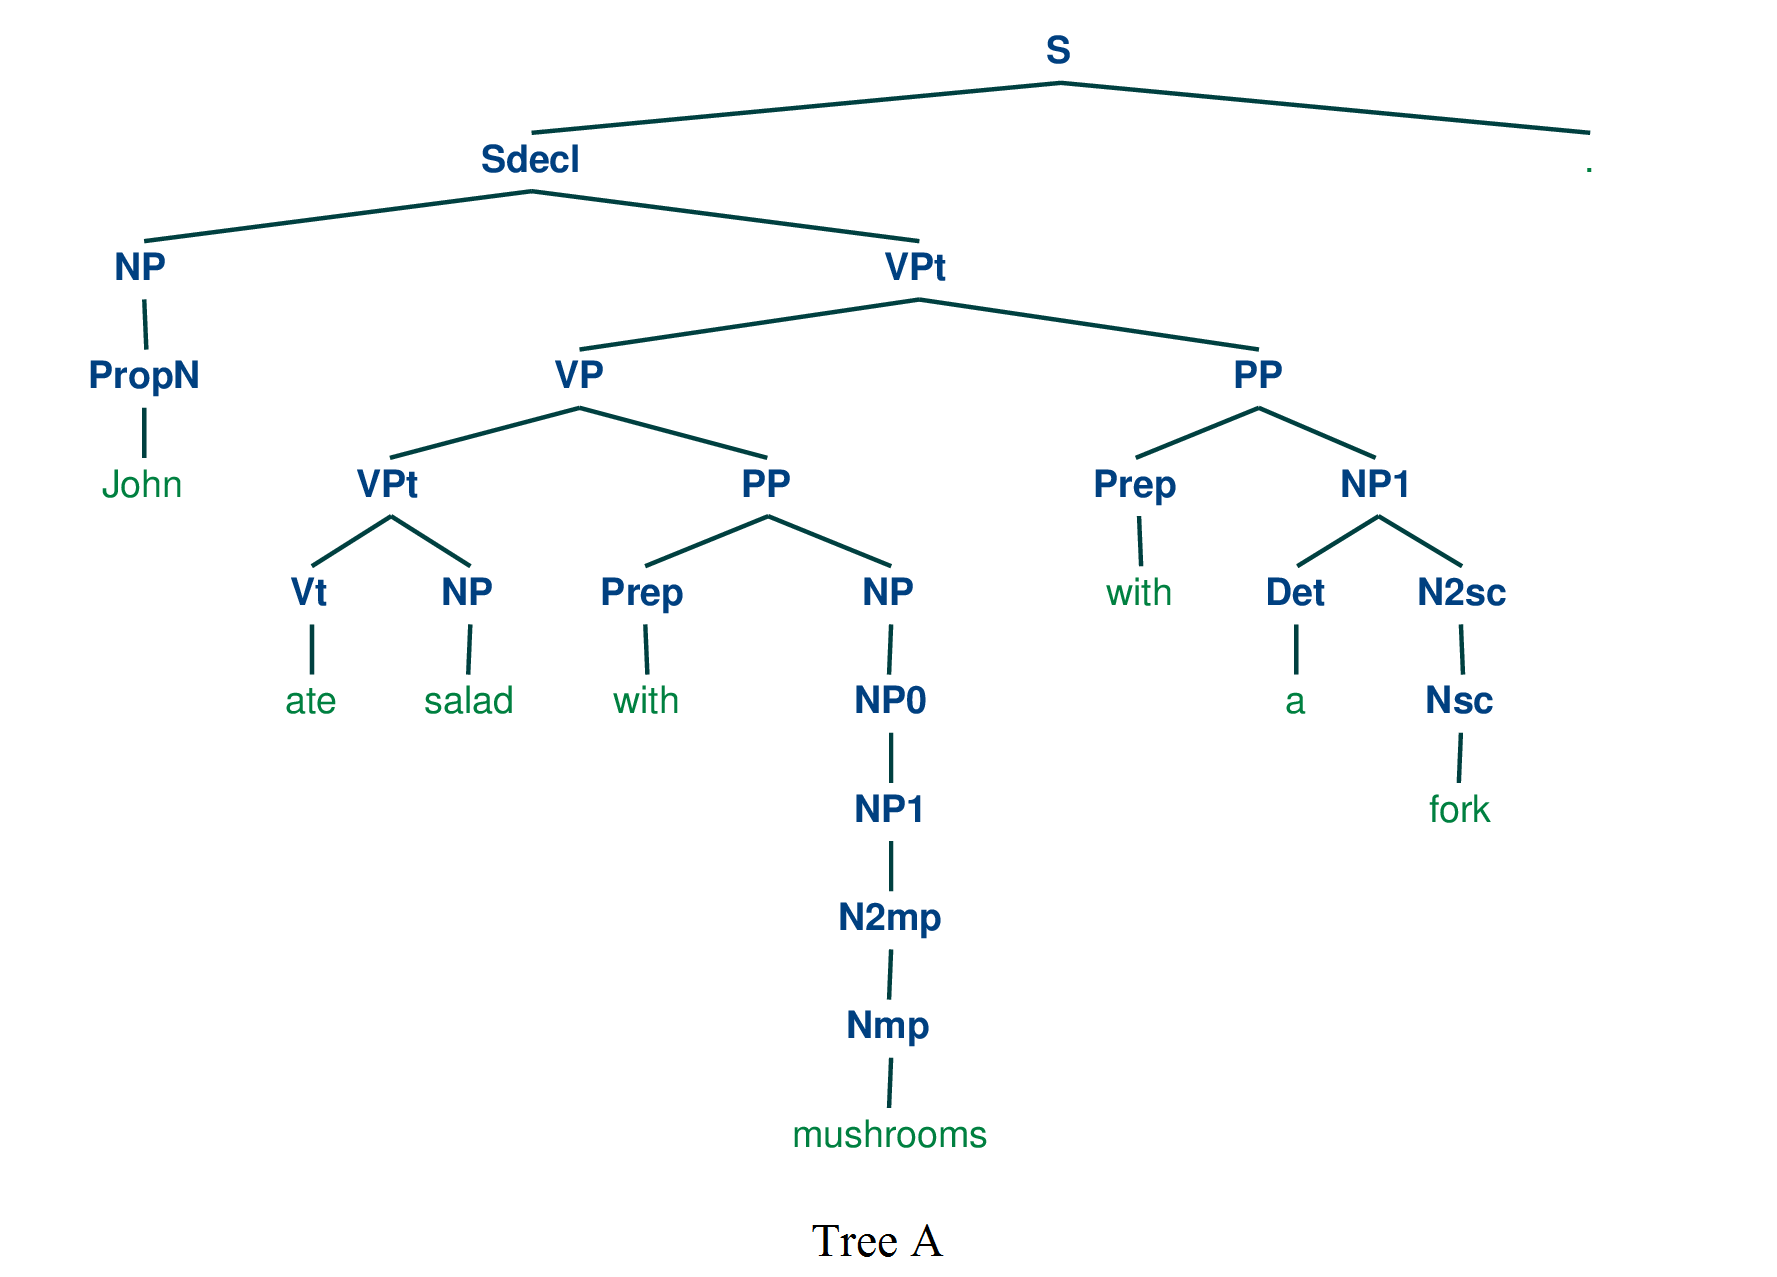 S
Sdecl .
NP VPt
PropN VP PP
John VPt PP Prep NP1
Vt NP Prep NP with Det N2sc
ate salad with NP0 a Nsc
NP1 fork
N2mp
Nmp
mushrooms
Tree A